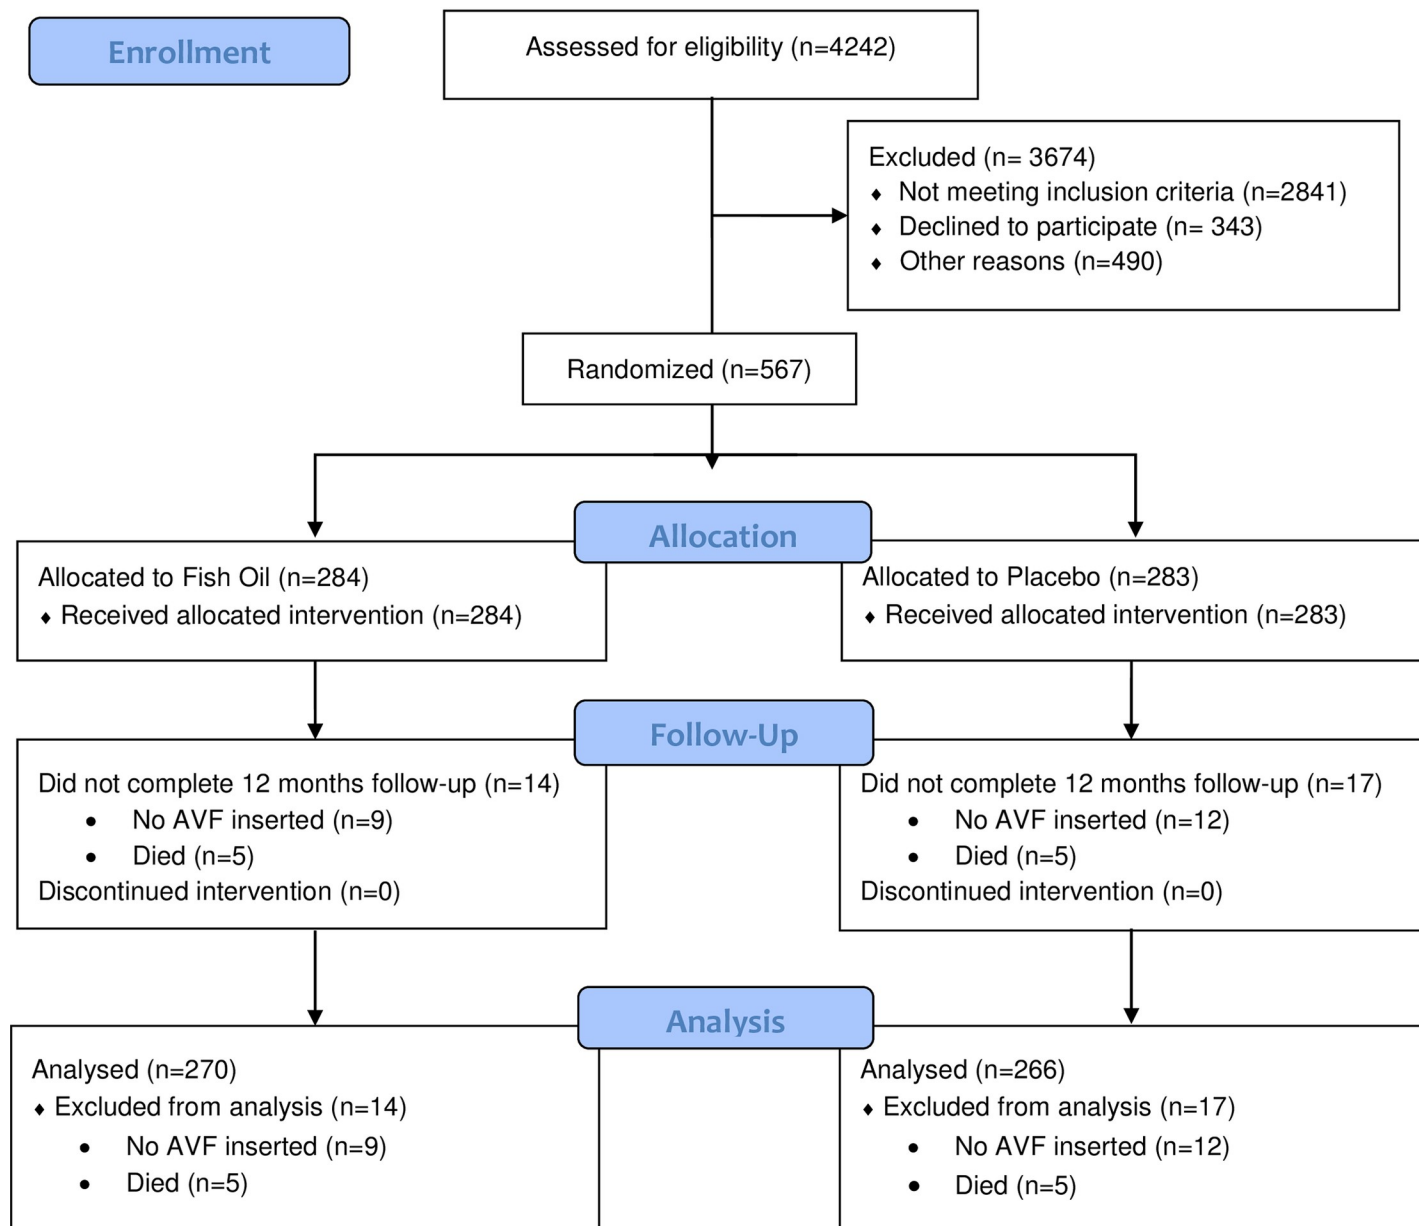 Enrollment
Assessed for eligibility (n=4242)
Excluded (n= 3674)
♦ Not meeting inclusion criteria (n=2841)
♦ Declined to participate (n= 343)
♦ Other reasons (n=490)
Randomized (n=567)
Allocation
Allocated to Fish Oil (n=284)
♦ Received allocated intervention (n=284)
Allocated to Placebo (n=283)
♦ Received allocated intervention (n=283)
Follow-Up
Did not complete 12 months follow-up (n=14)
• No AVF inserted (n=9)
• Died (n=5)
Discontinued intervention (n=0)
Did not complete 12 months follow-up (n=17)
• No AVF inserted (n=12)
• Died (n=5)
Discontinued intervention (n=0)
Analysis
Analysed (n=270)
♦ Excluded from analysis (n=14)
• No AVF inserted (n=9)
• Died (n=5)
Analysed (n=266)
♦ Excluded from analysis (n=17)
• No AVF inserted (n=12)
• Died (n=5)